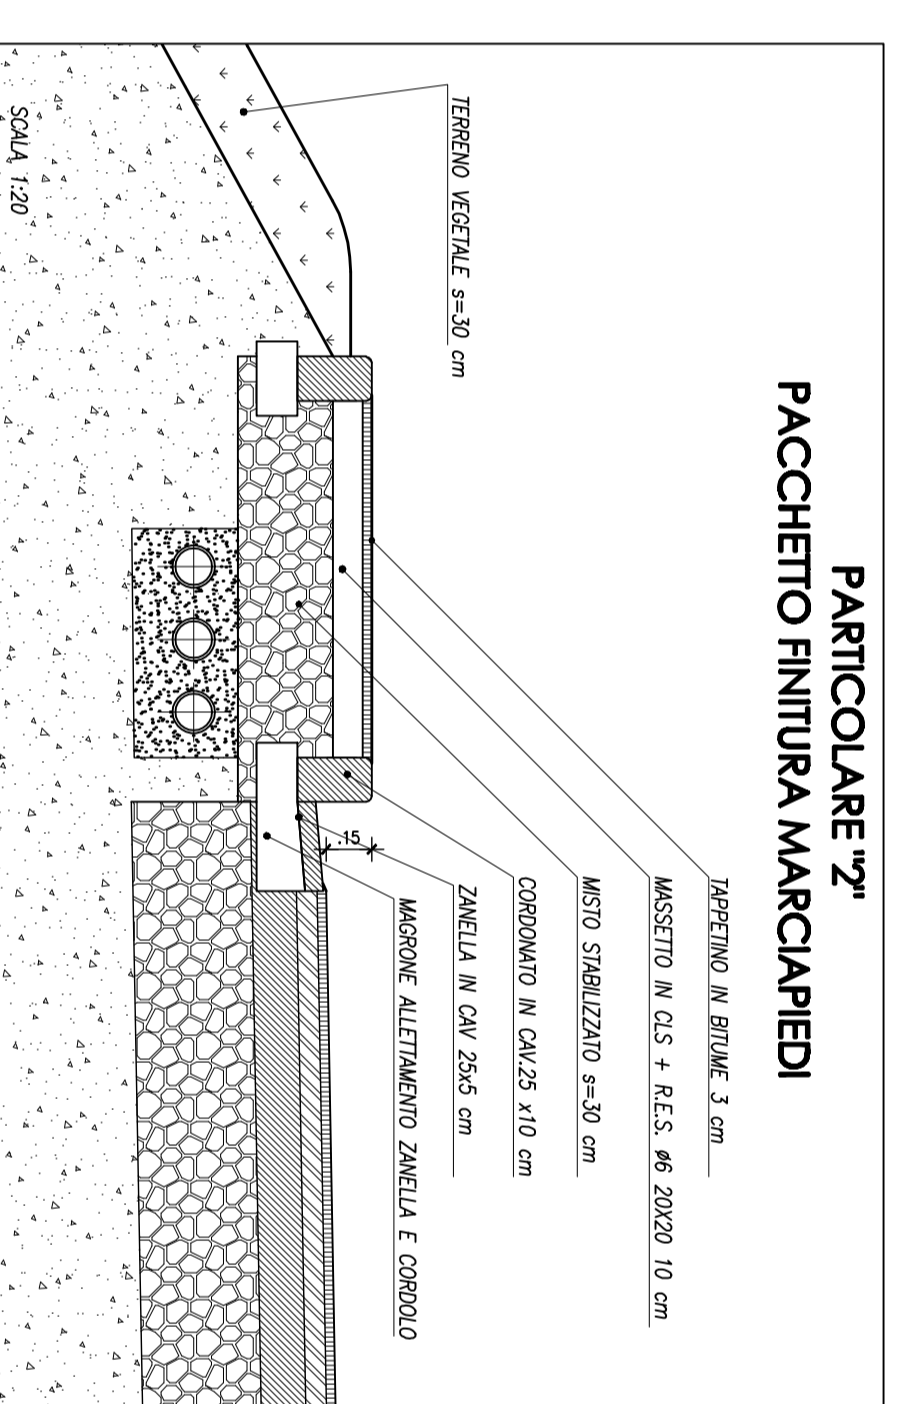 PARTICOLARE "2"
PACCHETTO FINITURA MARCIAPIEDI
TAPPETINO IN BITUME 3 cm
MASSETTO IN CLS + R.E.S. ø6 20X20 10 cm
MISTO STABILIZZATO s=30 cm
CORDONATO IN CAV.25 x10 cm
ZANELLA IN CAV 25x5 cm
MAGRONE ALLETTAMENTO ZANELLA E CORDOLO
TERRENO VEGETALE s=30 cm
.15
SCALA 1:20